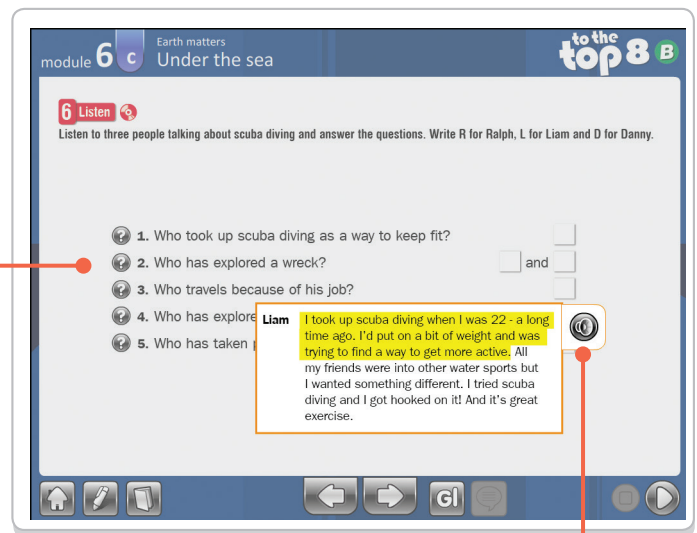 Earth matters
module 6 c Under the sea
to the top 8 B
6 Listen
Listen to three people talking about scuba diving and answer the questions. Write R for Ralph, L for Liam and D for Danny.
1. Who took up scuba diving as a way to keep fit?
2. Who has explored a wreck? and
3. Who travels because of his job?
4. Who has explore
5. Who has taken
Liam I took up scuba diving when I was 22 - a long
time ago. I'd put on a bit of weight and was
trying to find a way to get more active. All
my friends were into other water sports but
I wanted something different. I tried scuba
diving and I got hooked on it! And it's great
exercise.
Gl